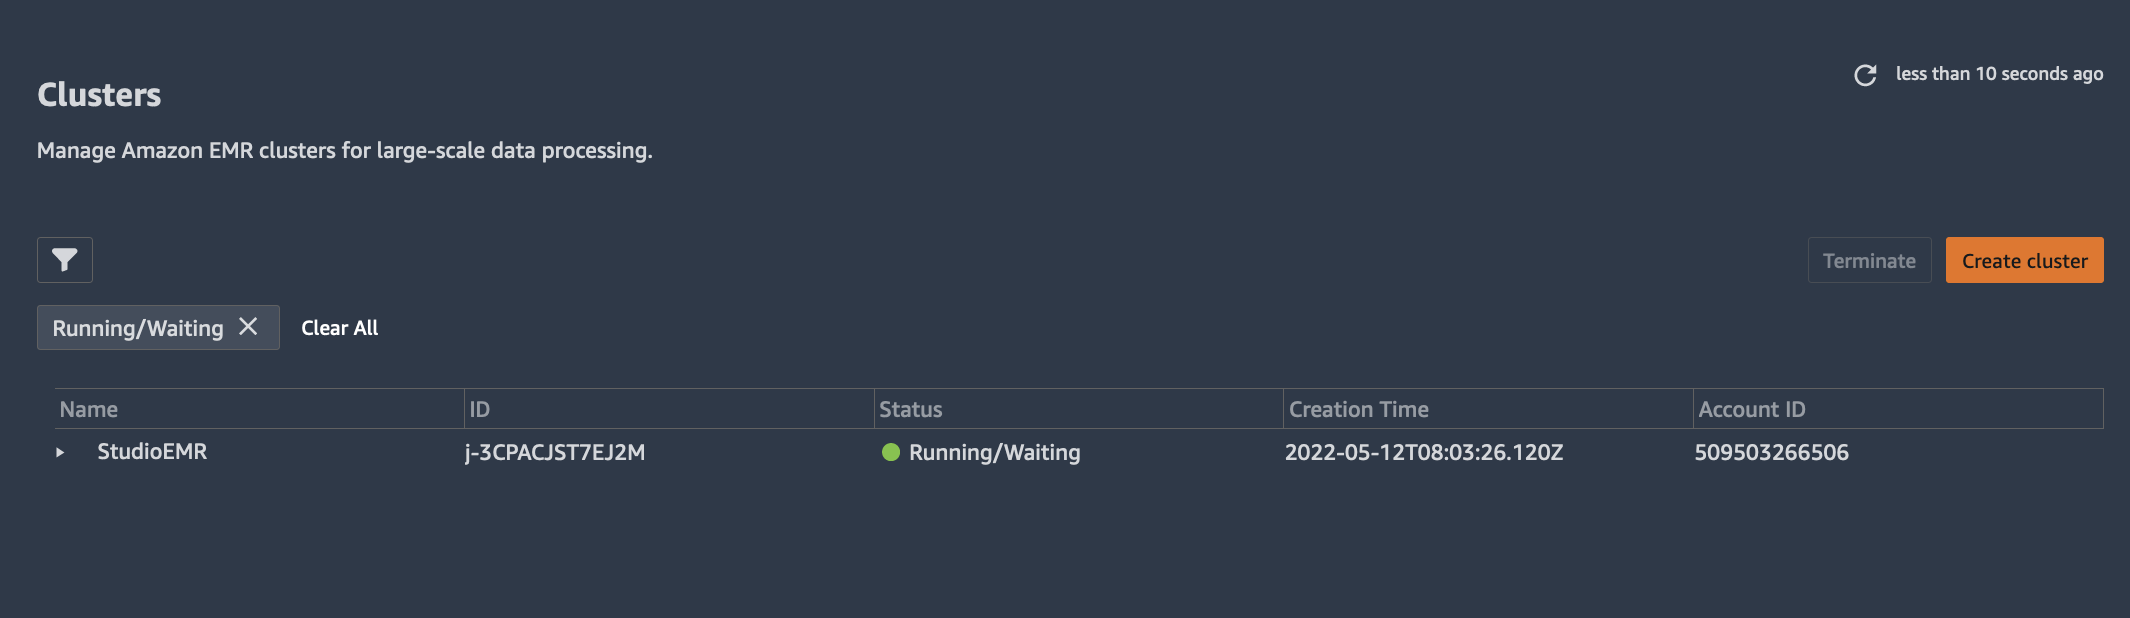 less than 10 seconds ago
Clusters
Manage Amazon EMR clusters for large-scale data processing.
Terminate
Create cluster
Running/Waiting
Clear All
Name ID Status Creation Time Account ID
StudioEMR j-3CPACJST7EJ2M Running/Waiting 2022-05-12T08:03:26.120Z 509503266506